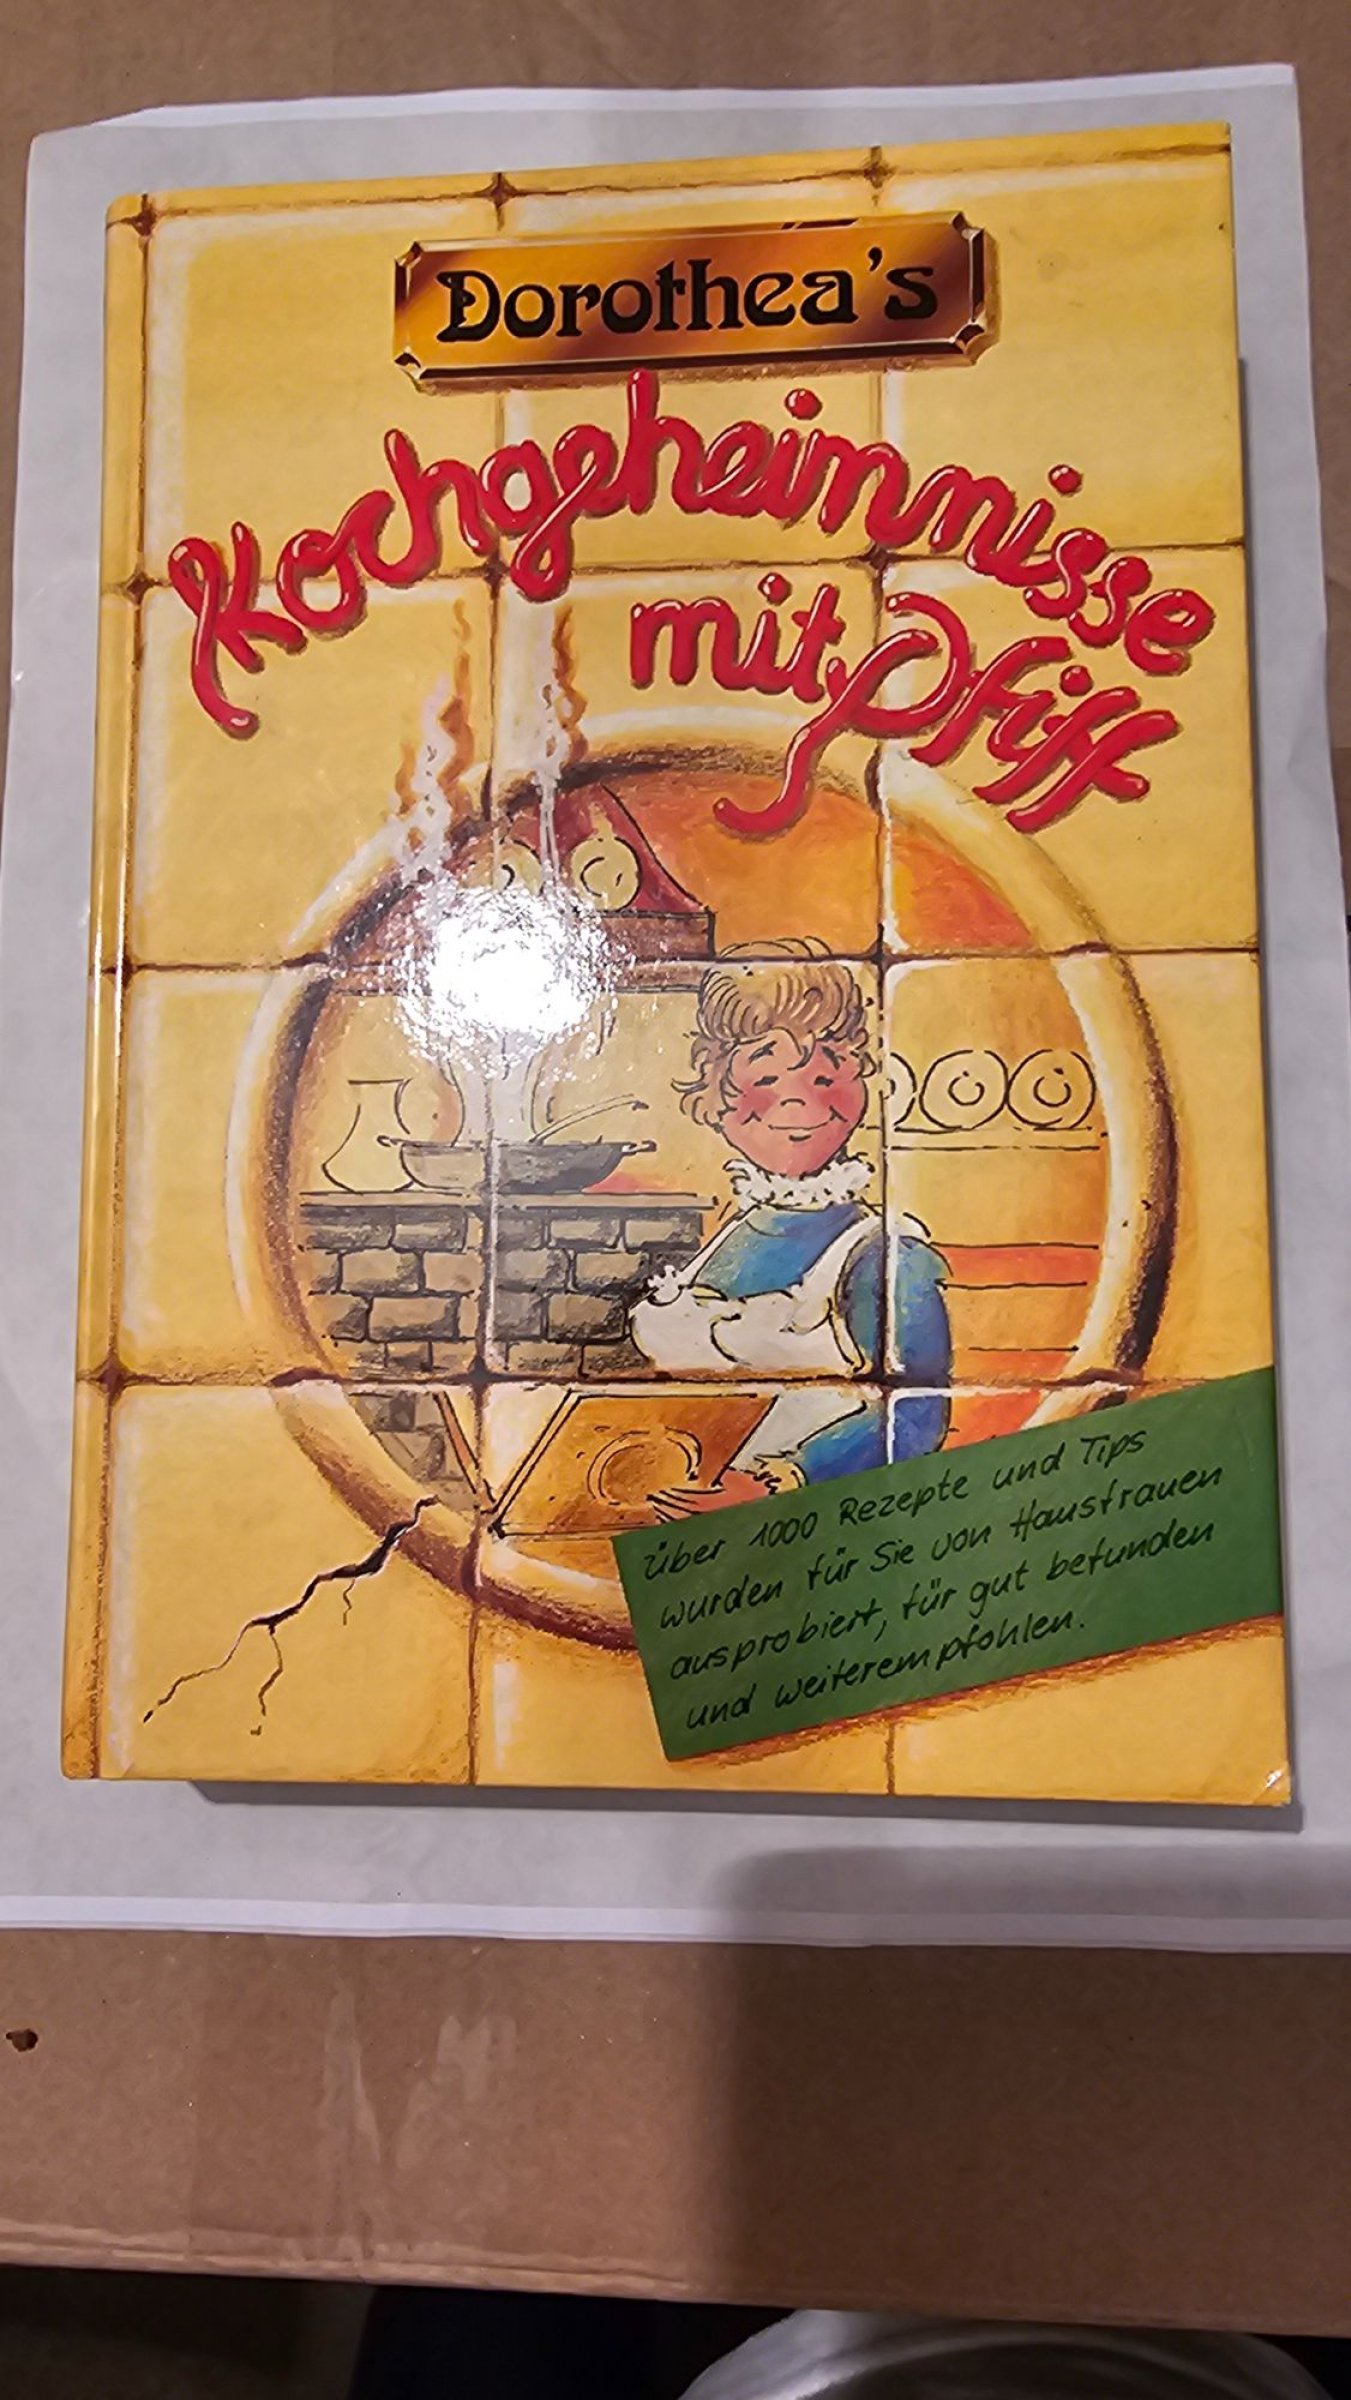 Dorothea's
Kochgeheimnisse
mit Pfiff
Über 1000 Rezepte und Tips
wurden für Sie von Hausfrauen
ausprobiert, für gut befunden
und weiterempfohlen.